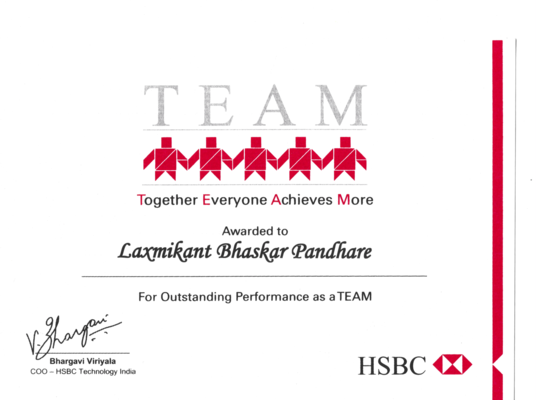 TEAM
Together Everyone Achieves More
Awarded to
Laxmikant Bhaskar Pandhare
For Outstanding Performance as a TEAM
V. Bhargavi
Bhargavi Viriyala
COO – HSBC Technology India
HSBC